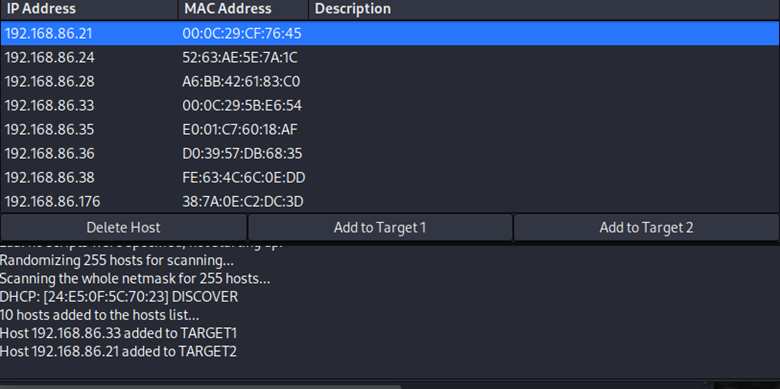 IP Address MAC Address Description
192.168.86.21 00:0C:29:CF:76:45
192.168.86.24 52:63:AE:5E:7A:1C
192.168.86.28 A6:BB:42:61:83:C0
192.168.86.33 00:0C:29:5B:E6:54
192.168.86.35 E0:01:C7:60:18:AF
192.168.86.36 D0:39:57:DB:68:35
192.168.86.38 FE:63:4C:6C:0E:DD
192.168.86.176 38:7A:0E:C2:DC:3D
Delete Host Add to Target 1 Add to Target 2
Randomizing 255 hosts for scanning...
Scanning the whole netmask for 255 hosts...
DHCP: [24:E5:0F:5C:70:23] DISCOVER
10 hosts added to the hosts list...
Host 192.168.86.33 added to TARGET1
Host 192.168.86.21 added to TARGET2